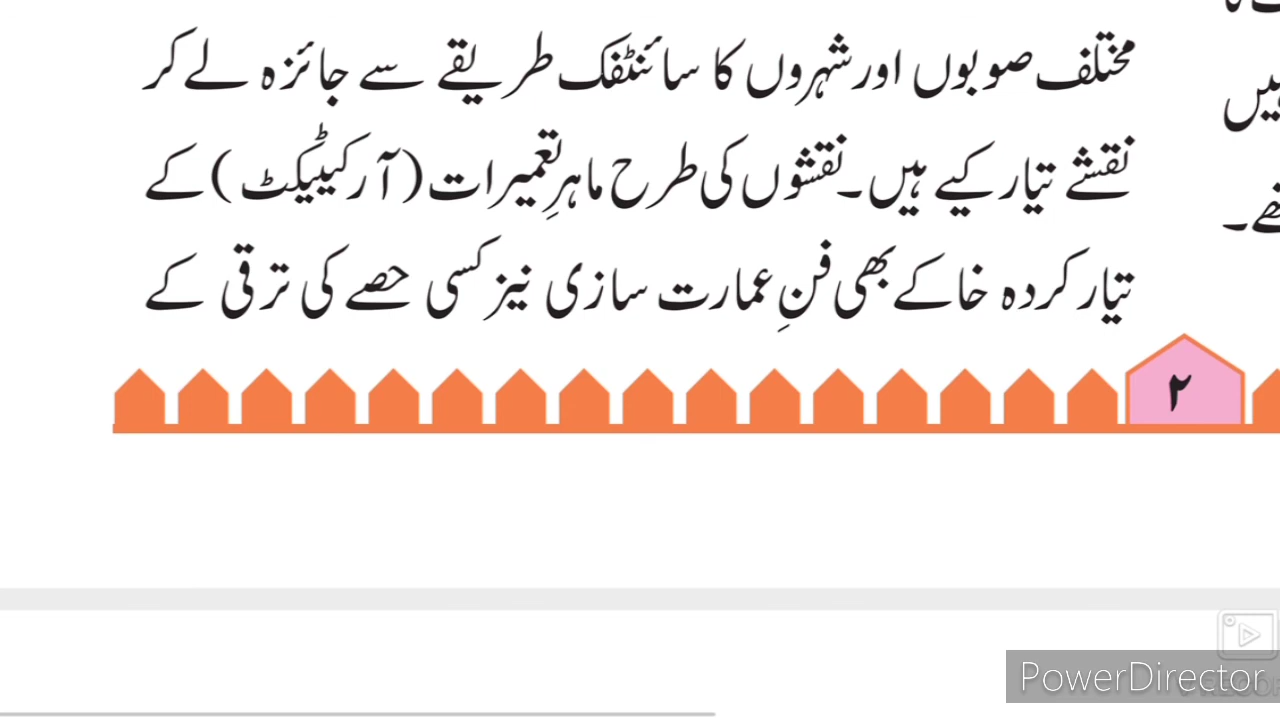 مختلف صوبوں اور شہروں کا سائنٹفک طریقے سے جائزہ لے کر
نقشے تیار کیے ہیں۔ نقشوں کی طرح ماہرِ تعمیرات (آرکیٹیکٹ) کے
تیار کردہ خاکے بھی فنِ عمارت سازی نیز کسی حصے کی ترقی کے
۲
PowerDirector